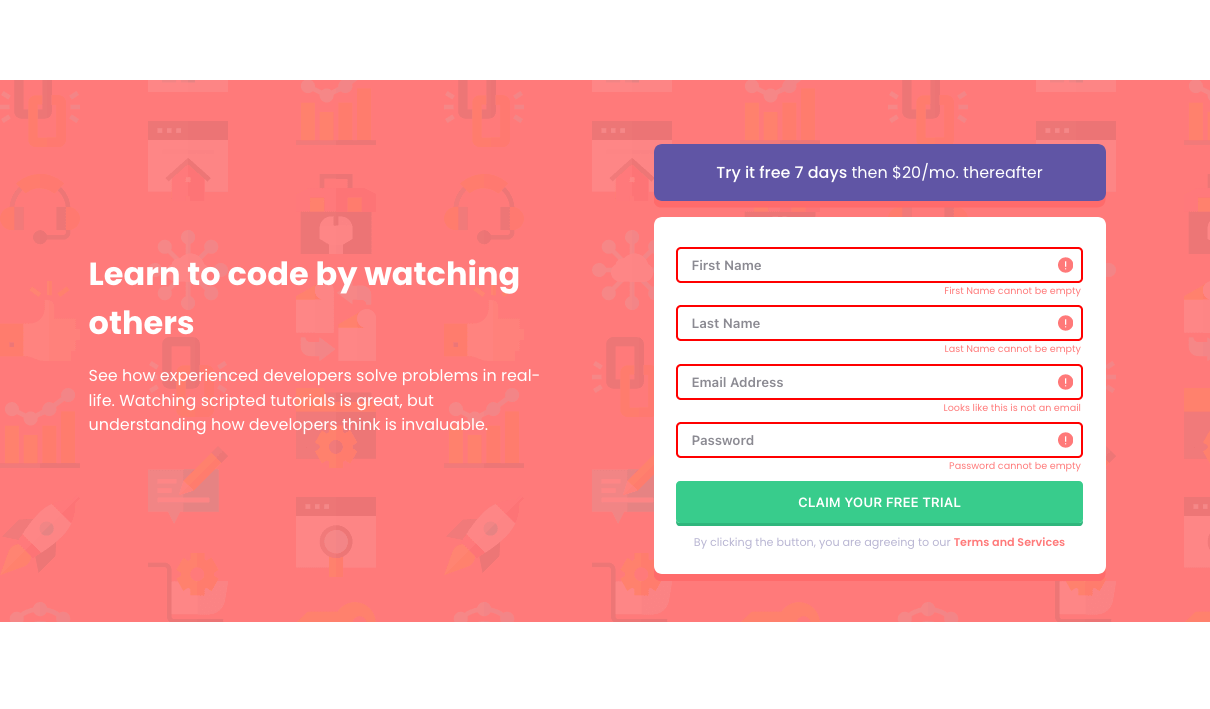 Learn to code by watching
others
See how experienced developers solve problems in real-
life. Watching scripted tutorials is great, but
understanding how developers think is invaluable.
Try it free 7 days then $20/mo. thereafter
First Name
First Name cannot be empty
Last Name
Last Name cannot be empty
Email Address
Looks like this is not an email
Password
Password cannot be empty
CLAIM YOUR FREE TRIAL
By clicking the button, you are agreeing to our Terms and Services